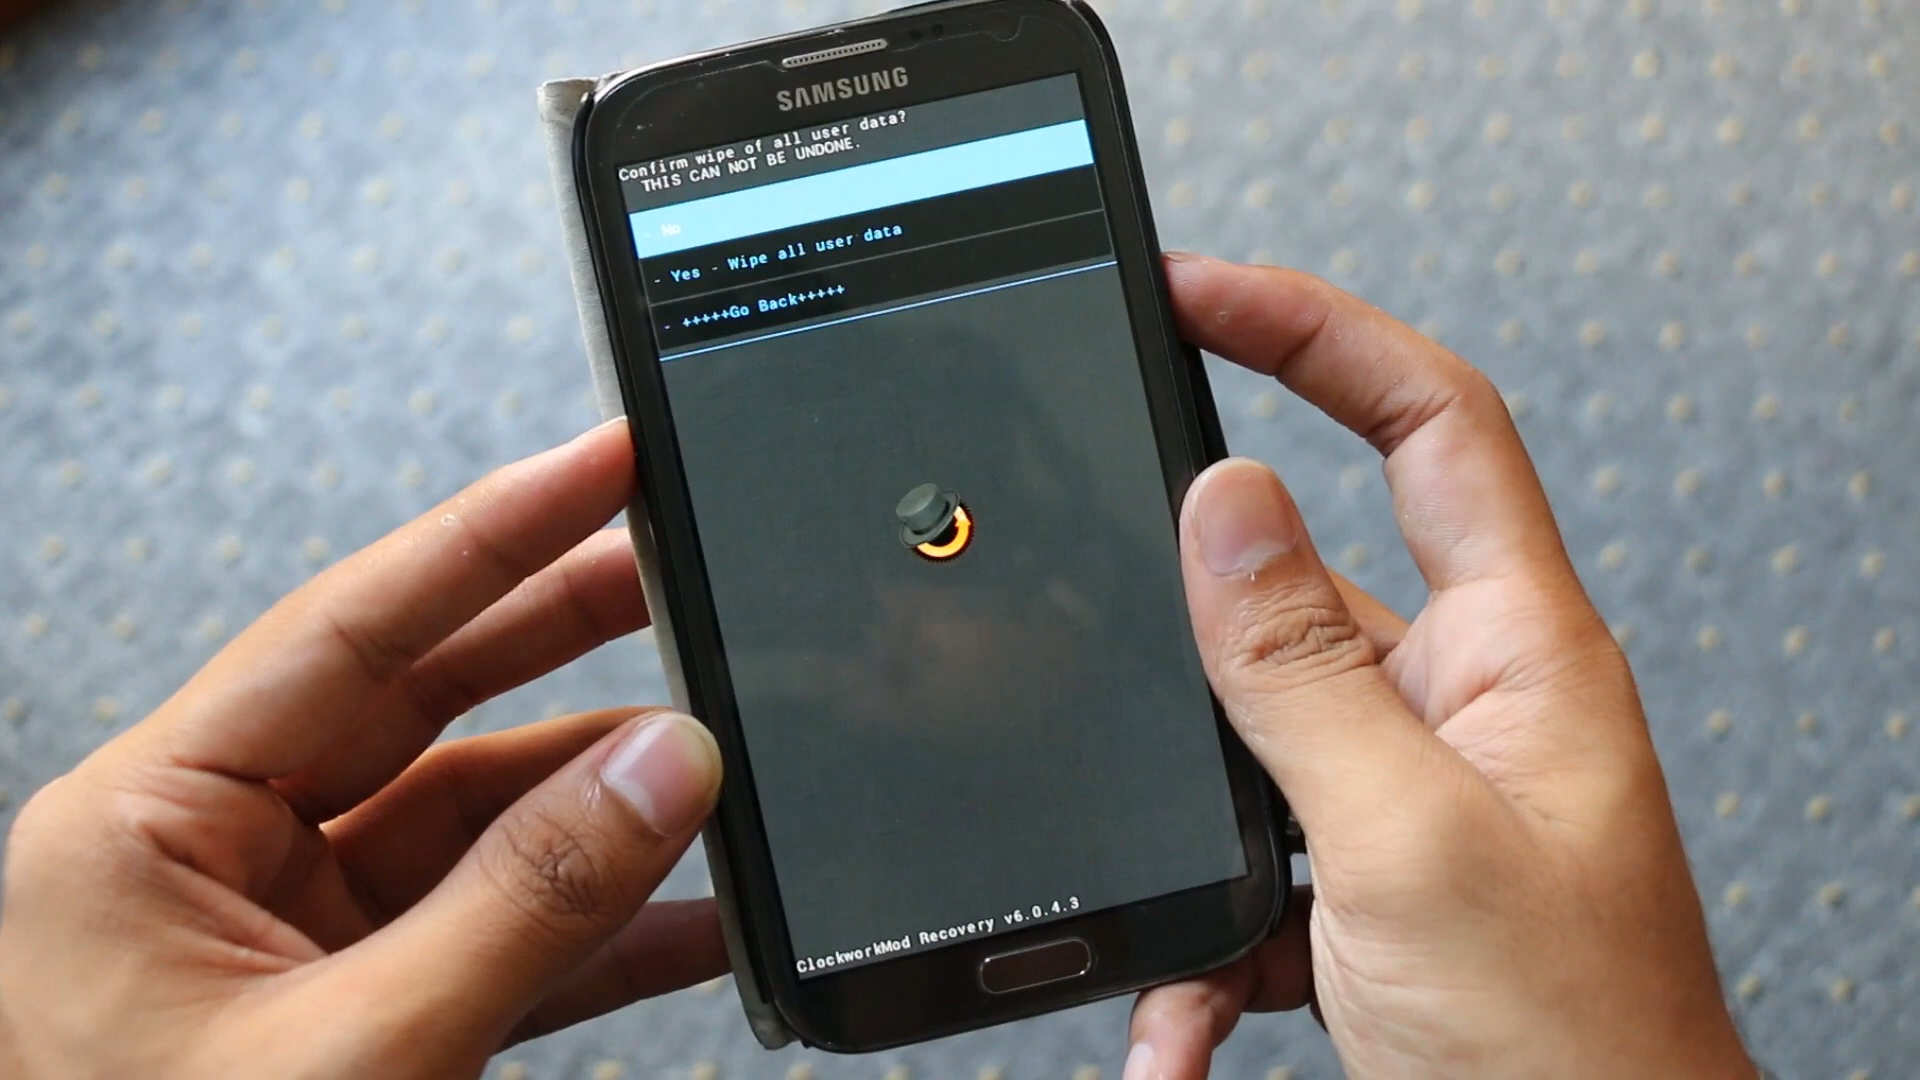 SAMSUNG
Confirm wipe of all user data?
THIS CAN NOT BE UNDONE.
- No
- Yes - Wipe all user data
- +++++Go Back+++++
ClockworkMod Recovery v6.0.4.3